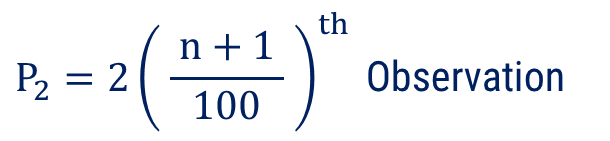 P₂ = 2 ( (n + 1) / 100 )ᵗʰ Observation